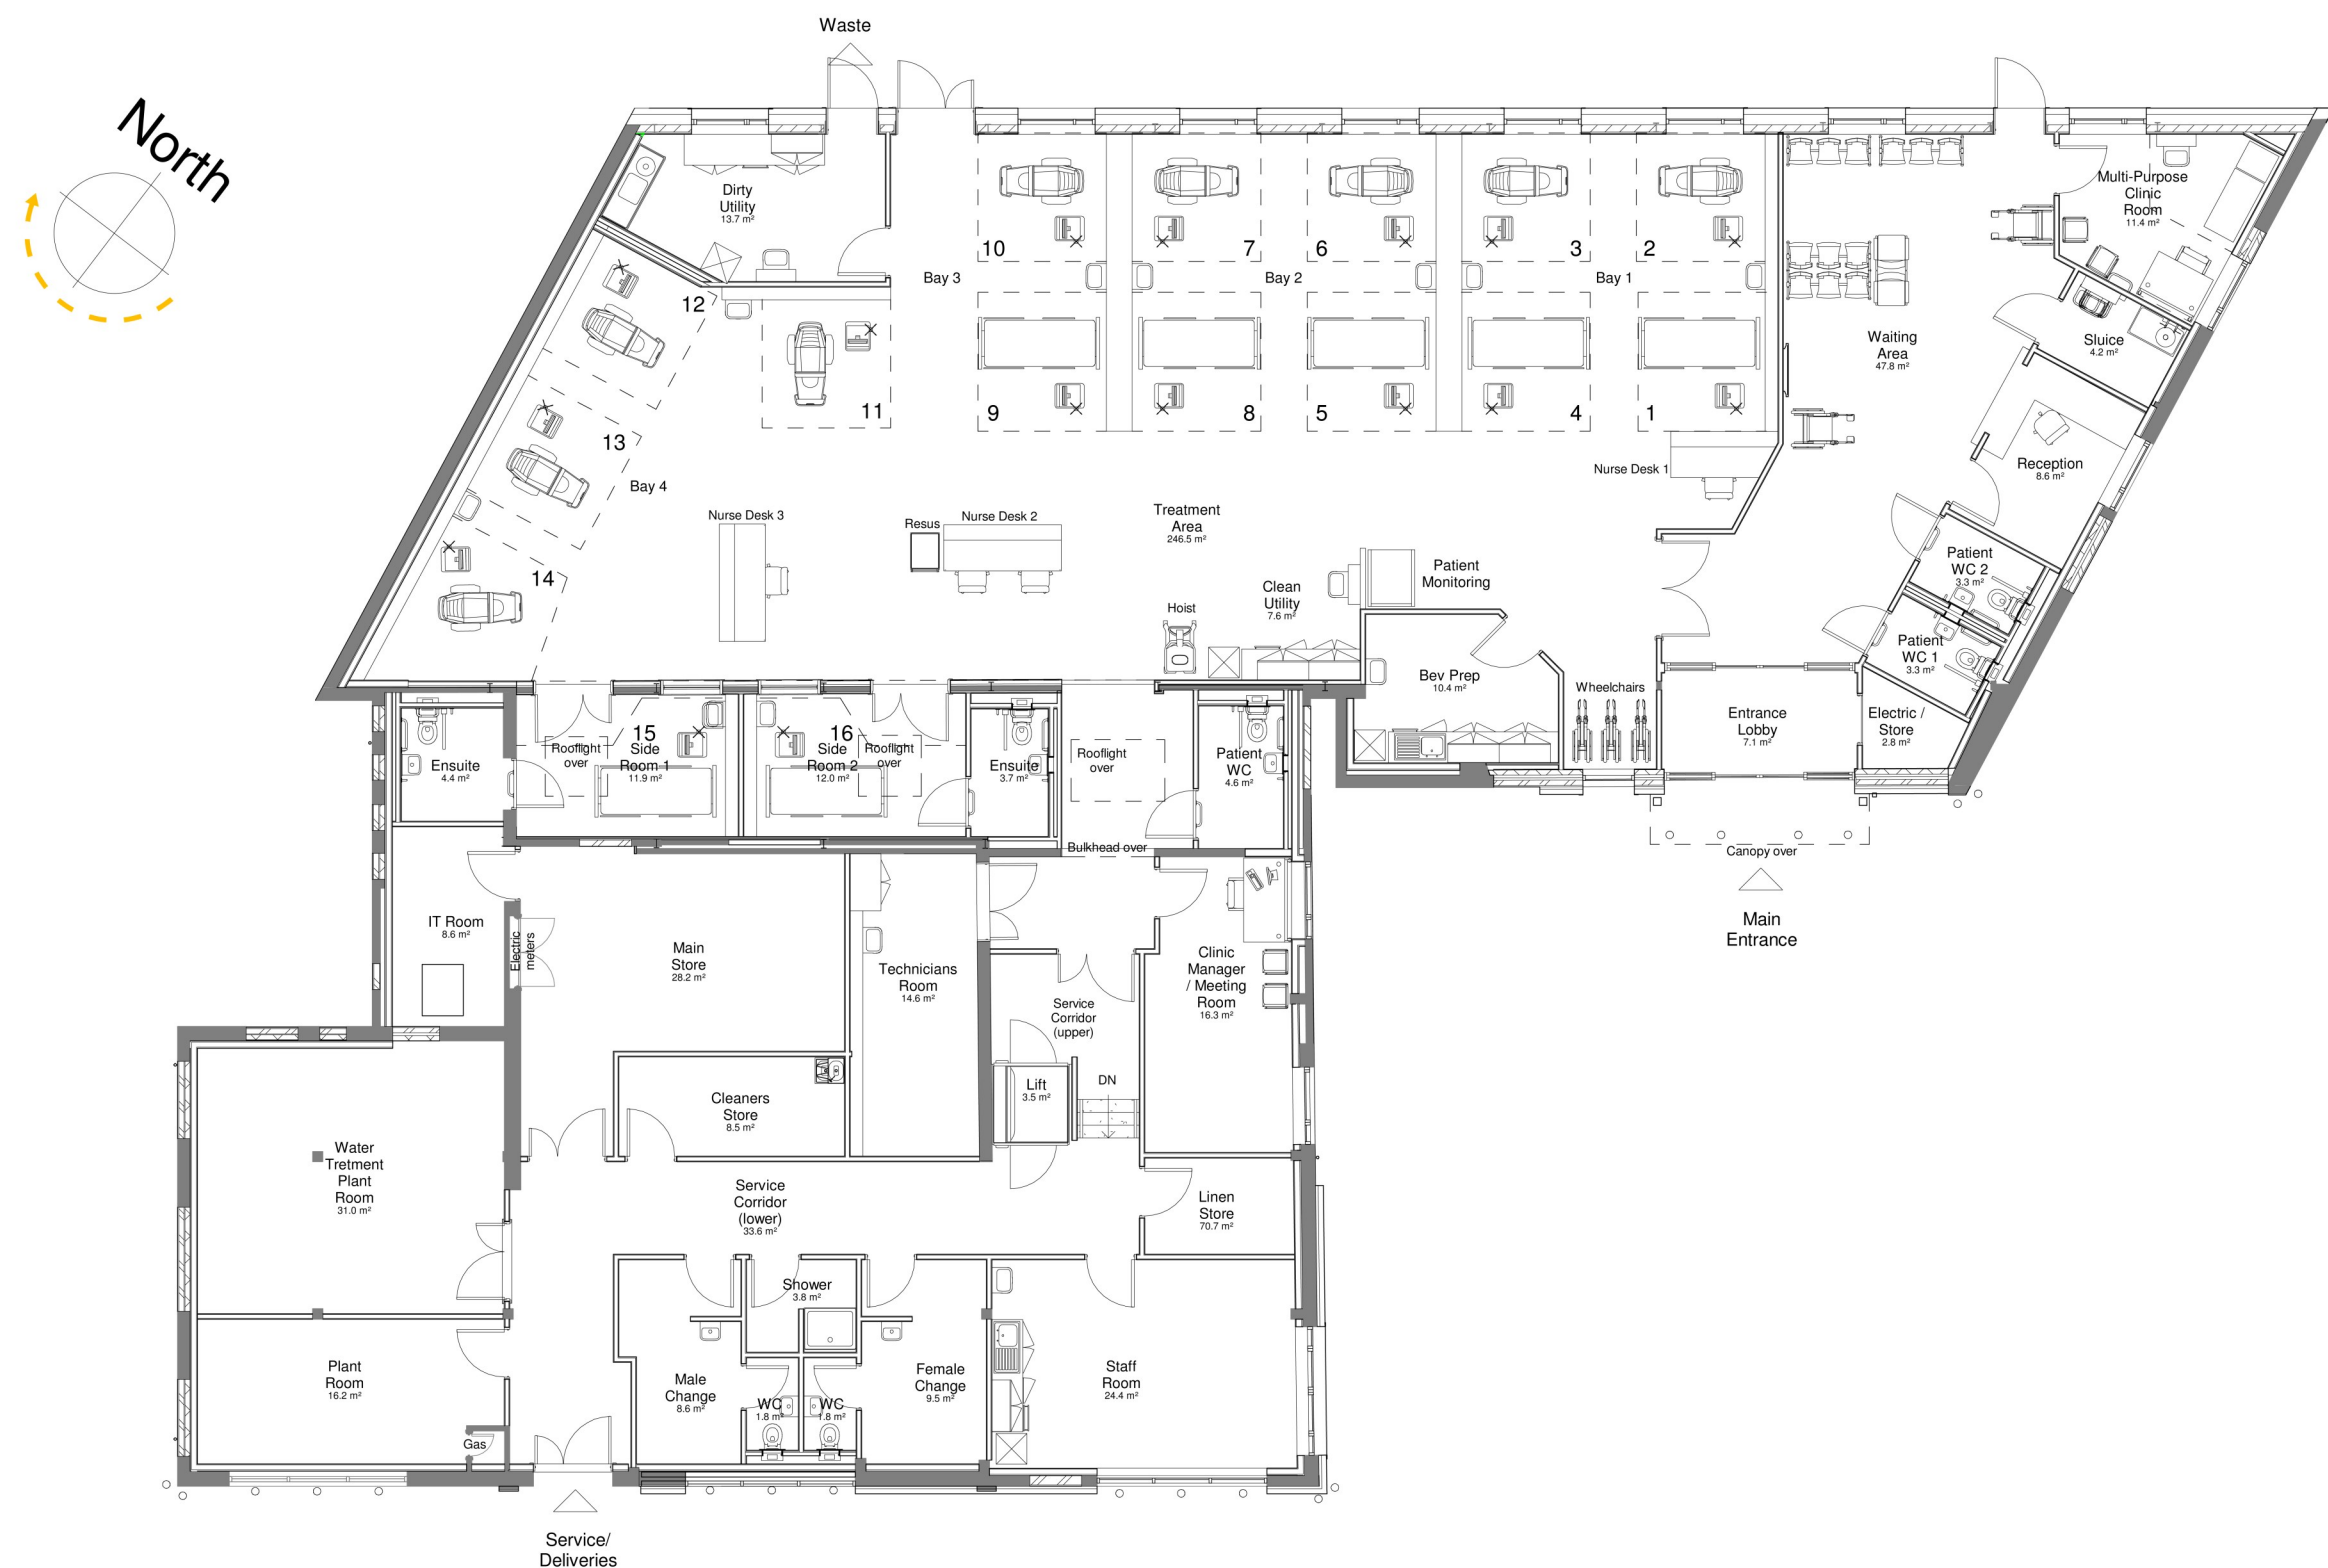 Waste
North
Dirty
Utility
13.7 m²
10
7
6
3
2
Bay 3
Bay 2
Bay 1
12
11
9
8
5
4
1
13
Bay 4
14
Multi-Purpose
Clinic
Room
11.4 m²
Waiting
Area
47.8 m²
Sluice
4.2 m²
Reception
8.6 m²
Nurse Desk 1
Nurse Desk 3
Resus
Nurse Desk 2
Treatment
Area
246.5 m²
Patient
Monitoring
Clean
Utility
7.6 m²
Hoist
Patient
WC 2
3.3 m²
Patient
WC 1
3.3 m²
Bev Prep
10.4 m²
Wheelchairs
Entrance
Lobby
7.1 m²
Electric /
Store
2.8 m²
Canopy over
Main
Entrance
Ensuite
4.4 m²
Rooflight
over
15
Side
Room 1
11.9 m²
16
Side
Room 2
12.0 m²
Rooflight
over
Ensuite
3.7 m²
Rooflight
over
Patient
WC
4.6 m²
Bulkhead over
IT Room
8.6 m²
Electric
meters
Main
Store
28.2 m²
Technicians
Room
14.6 m²
Service
Corridor
(upper)
Clinic
Manager
/ Meeting
Room
16.3 m²
Cleaners
Store
8.5 m²
Lift
3.5 m²
DN
Water
Tretment
Plant
Room
31.0 m²
Service
Corridor
(lower)
33.6 m²
Linen
Store
70.7 m²
Shower
3.8 m²
Plant
Room
16.2 m²
Male
Change
8.6 m²
WC
1.8 m²
WC
1.8 m²
Female
Change
9.5 m²
Staff
Room
24.4 m²
Gas
Service/
Deliveries